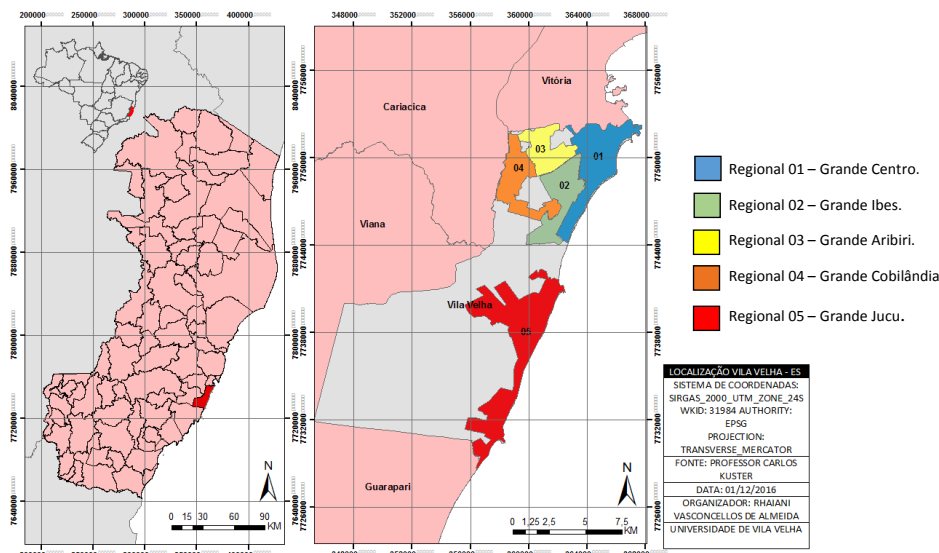 200000 250000 300000 350000 400000
8040000
7960000
7880000
7800000
7720000
7640000
N
0 15 30 60 90
KM
348000 352000 356000 360000 364000 368000
7756000
7750000
7744000
7738000
7732000
7726000
Vitória
Cariacica
03
01
04
02
Viana
Vila Velha
05
Guarapari
N
0 1,25 2,5 5 7,5
KM
Regional 01 – Grande Centro.
Regional 02 – Grande Ibes.
Regional 03 – Grande Aribiri.
Regional 04 – Grande Cobilândia
Regional 05 – Grande Jucu.
LOCALIZAÇÃO VILA VELHA - ES
SISTEMA DE COORDENADAS:
SIRGAS_2000_UTM_ZONE_24S
WKID: 31984 AUTHORITY:
EPSG
PROJECTION:
TRANSVERSE_MERCATOR
FONTE: PROFESSOR CARLOS
KUSTER
DATA: 01/12/2016
ORGANIZADOR: RHAIANI
VASCONCELLOS DE ALMEIDA
UNIVERSIDADE DE VILA VELHA